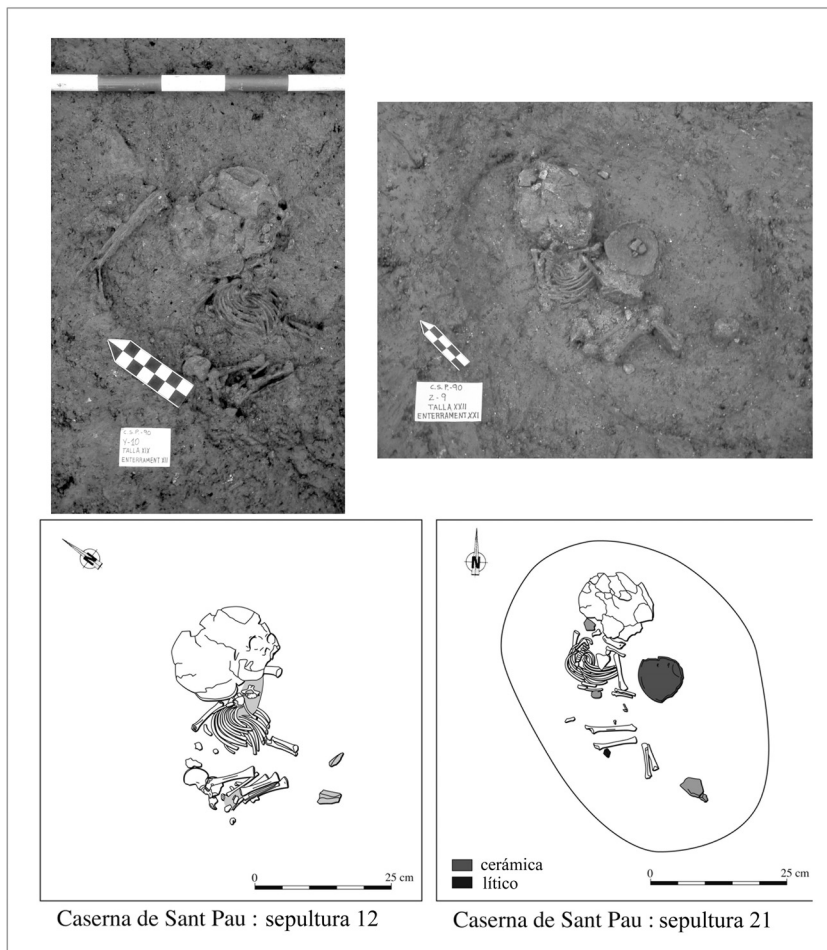 C.S.P.-90
Y-10
TALLA XIX
ENTERRAMENT XII
C.S.P.-90
Z-9
TALLA XXII
ENTERRAMENT XXI
N
N
0 25 cm
cerámica
lítico
0 25 cm
Caserna de Sant Pau : sepultura 12
Caserna de Sant Pau : sepultura 21